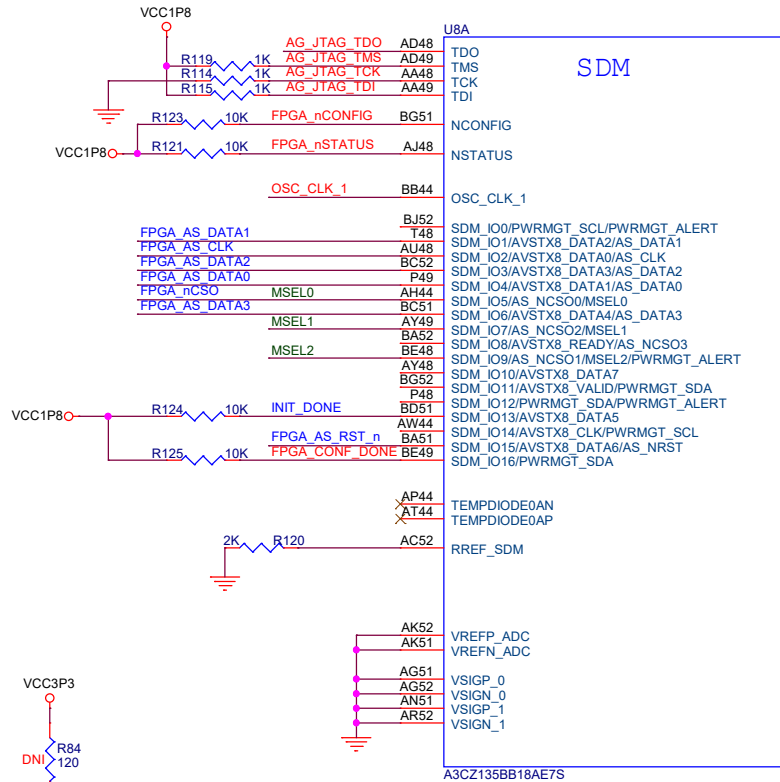 VCC1P8
U8A
SDM
AG_JTAG_TDO AD48 TDO
R119 1K AG_JTAG_TMS AD49 TMS
R114 1K AG_JTAG_TCK AA48 TCK
R115 1K AG_JTAG_TDI AA49 TDI
R123 10K FPGA_nCONFIG BG51 NCONFIG
VCC1P8 R121 10K FPGA_nSTATUS AJ48 NSTATUS
OSC_CLK_1 BB44 OSC_CLK_1
BJ52 SDM_IO0/PWRMGT_SCL/PWRMGT_ALERT
FPGA_AS_DATA1 T48 SDM_IO1/AVSTX8_DATA2/AS_DATA1
FPGA_AS_CLK AU48 SDM_IO2/AVSTX8_DATA0/AS_CLK
FPGA_AS_DATA2 BC52 SDM_IO3/AVSTX8_DATA3/AS_DATA2
FPGA_AS_DATA0 P49 SDM_IO4/AVSTX8_DATA1/AS_DATA0
FPGA_nCSO MSEL0 AH44 SDM_IO5/AS_NCSO0/MSEL0
FPGA_AS_DATA3 BC51 SDM_IO6/AVSTX8_DATA4/AS_DATA3
MSEL1 AY49 SDM_IO7/AS_NCSO2/MSEL1
BA52 SDM_IO8/AVSTX8_READY/AS_NCSO3
MSEL2 BE48 SDM_IO9/AS_NCSO1/MSEL2/PWRMGT_ALERT
AY48 SDM_IO10/AVSTX8_DATA7
BG52 SDM_IO11/AVSTX8_VALID/PWRMGT_SDA
P48 SDM_IO12/PWRMGT_SDA/PWRMGT_ALERT
VCC1P8 R124 10K INIT_DONE BD51 SDM_IO13/AVSTX8_DATA5
AW44 SDM_IO14/AVSTX8_CLK/PWRMGT_SCL
FPGA_AS_RST_n BA51 SDM_IO15/AVSTX8_DATA6/AS_NRST
R125 10K FPGA_CONF_DONE BE49 SDM_IO16/PWRMGT_SDA
AP44 TEMPDIODE0AN
AT44 TEMPDIODE0AP
2K R120 AC52 RREF_SDM
AK52 VREFP_ADC
AK51 VREFN_ADC
AG51 VSIGP_0
AG52 VSIGN_0
AN51 VSIGP_1
AR52 VSIGN_1
VCC3P3
R84
DNI 120
A3CZ135BB18AE7S